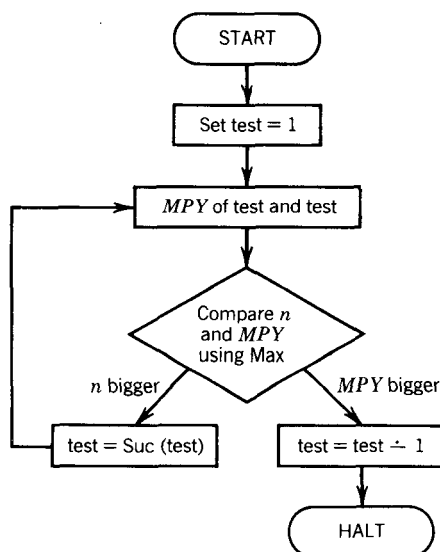 START
Set test = 1
MPY of test and test
Compare n
and MPY
using Max
n bigger
MPY bigger
test = Suc (test)
test = test ∸ 1
HALT